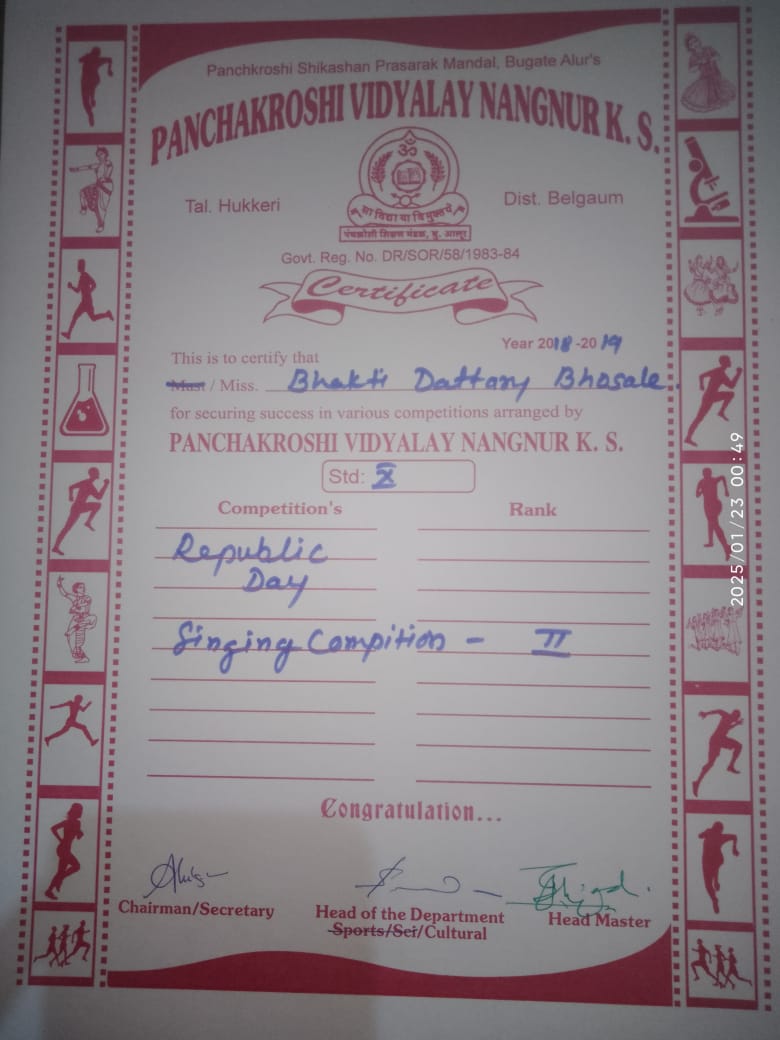 Panchkroshi Shikashan Prasarak Mandal, Bugate Alur's
PANCHAKROSHI VIDYALAY NANGNUR K. S.
ॐ
Tal. Hukkeri
Dist. Belgaum
सा विद्या या विमुक्तये
पंचक्रोशी शिक्षण मंडळ, बु. आलूर
Govt. Reg. No. DR/SOR/58/1983-84
Certificate
Year 2018-2019
This is to certify that
Mast / Miss. Bhakti Dattary Bhosale.
for securing success in various competitions arranged by
PANCHAKROSHI VIDYALAY NANGNUR K. S.
Std: X
Competition's Rank
Republic
Day
Singing Compition - II
Congratulation...
Chairman/Secretary
Head of the Department
Sports/Sci/Cultural
Head Master
2025/01/23 00:49